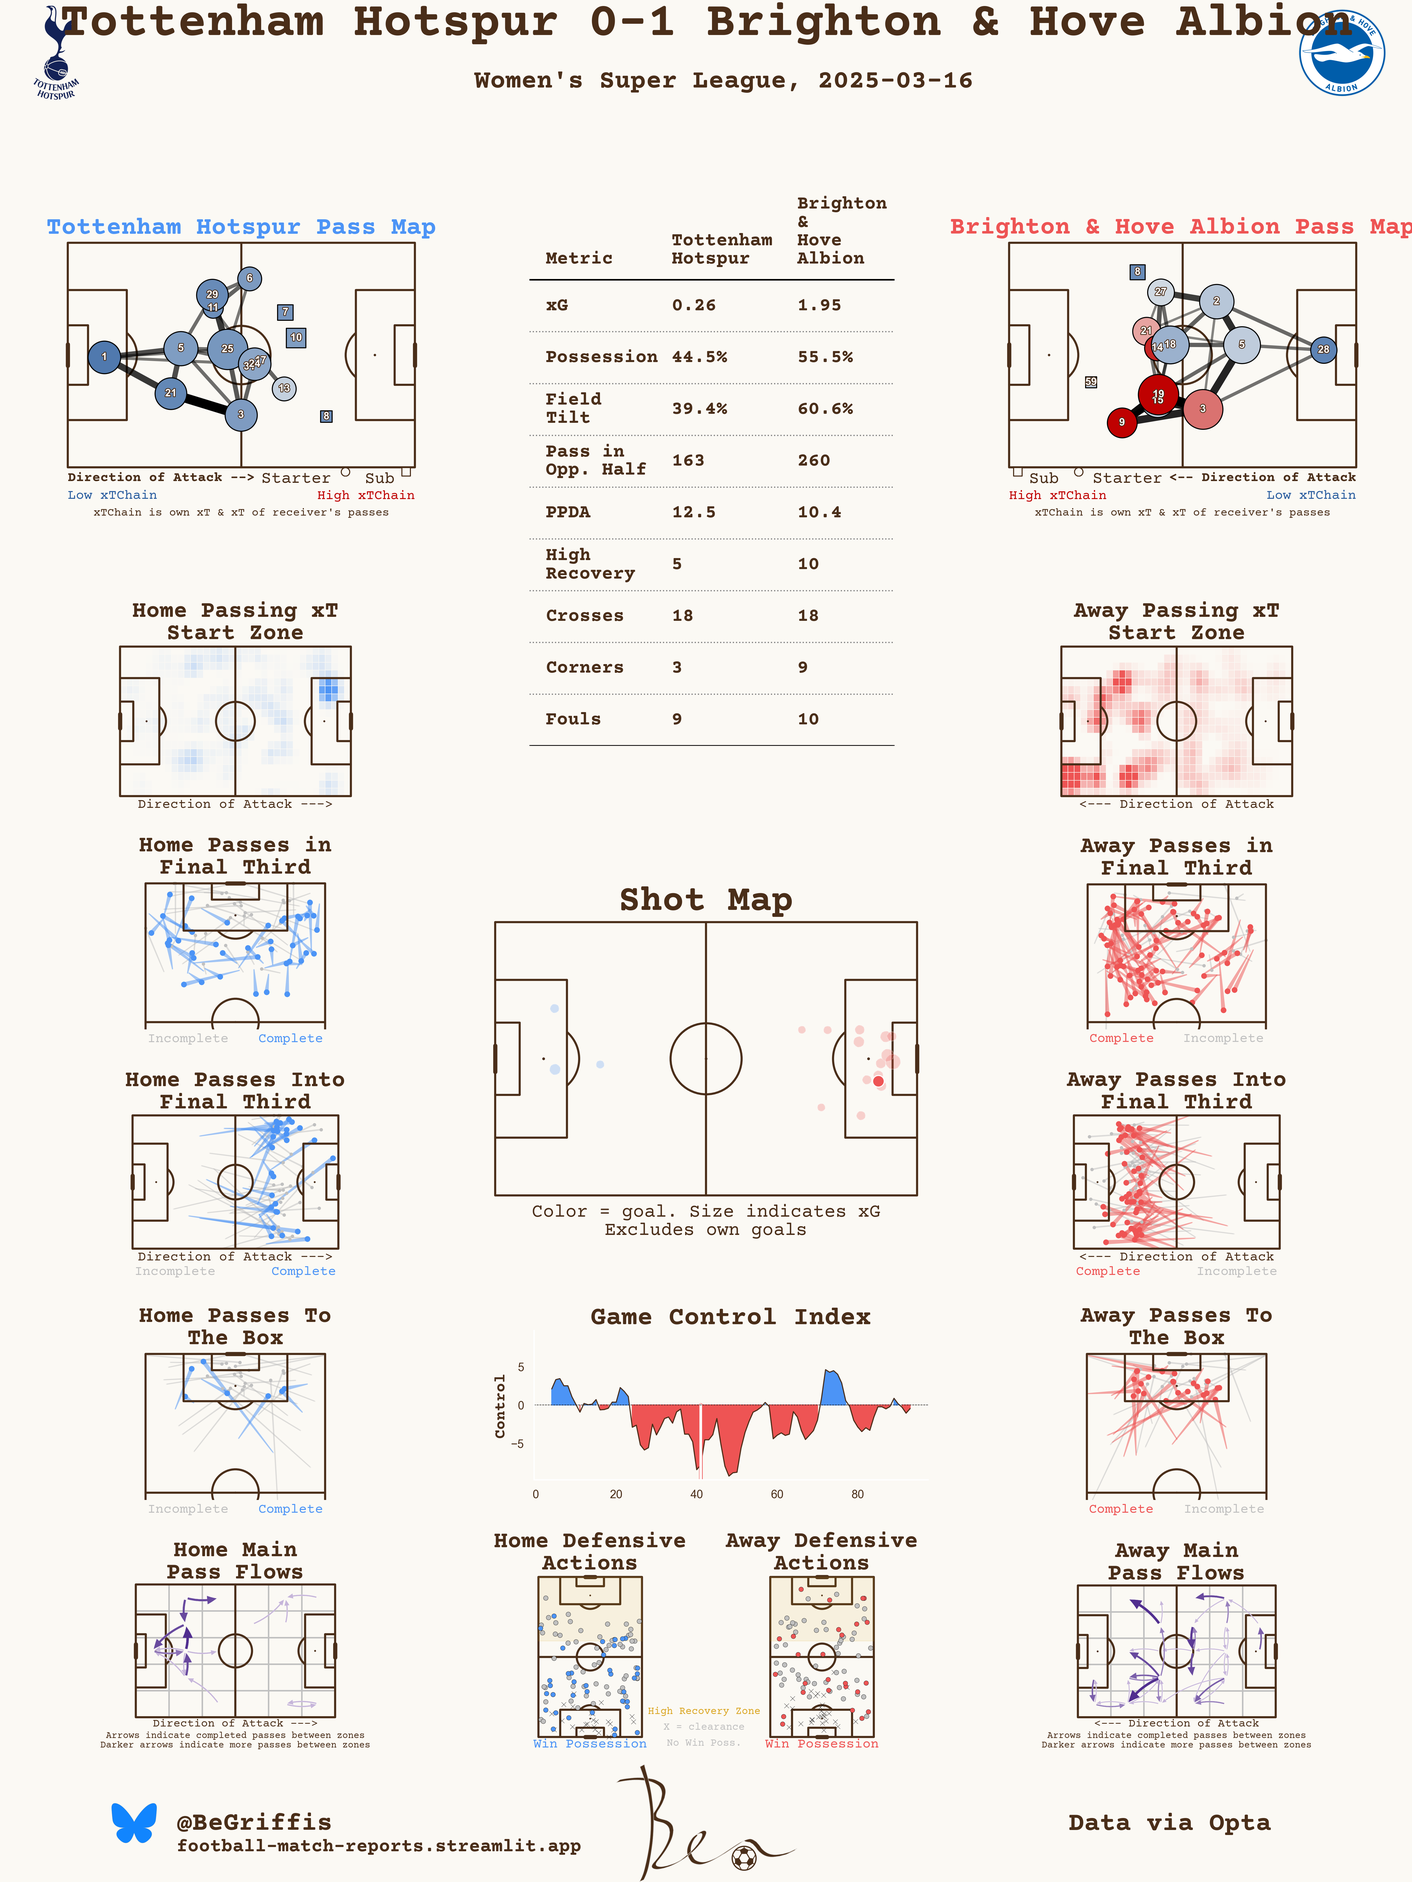 Tottenham Hotspur 0-1 Brighton & Hove Albion
Women's Super League, 2025-03-16
TOTTENHAM
HOTSPUR
ALBION
Tottenham Hotspur Pass Map
1
5
21
29
11
6
25
3
24
13
7
10
8
Direction of Attack --> Starter Sub
Low xTChain High xTChain
xTChain is own xT & xT of receiver's passes
Metric Tottenham Hotspur Brighton & Hove Albion
xG 0.26 1.95
Possession 44.5% 55.5%
Field Tilt 39.4% 60.6%
Pass in Opp. Half 163 260
PPDA 12.5 10.4
High Recovery 5 10
Crosses 18 18
Corners 3 9
Fouls 9 10
Brighton & Hove Albion Pass Map
8
27
2
21
14
18
5
28
59
19
15
3
9
Sub Starter <-- Direction of Attack
High xTChain Low xTChain
xTChain is own xT & xT of receiver's passes
Home Passing xT
Start Zone
Direction of Attack --->
Away Passing xT
Start Zone
<--- Direction of Attack
Home Passes in
Final Third
Incomplete Complete
Away Passes in
Final Third
Complete Incomplete
Shot Map
Color = goal. Size indicates xG
Excludes own goals
Home Passes Into
Final Third
Direction of Attack --->
Incomplete Complete
Away Passes Into
Final Third
<--- Direction of Attack
Complete Incomplete
Home Passes To
The Box
Incomplete Complete
Game Control Index
Control
5
0
−5
0 20 40 60 80
Away Passes To
The Box
Complete Incomplete
Home Main
Pass Flows
Direction of Attack --->
Arrows indicate completed passes between zones
Darker arrows indicate more passes between zones
Home Defensive
Actions
Win Possession
Away Defensive
Actions
Win Possession
High Recovery Zone
X = clearance
No Win Poss.
Away Main
Pass Flows
<--- Direction of Attack
Arrows indicate completed passes between zones
Darker arrows indicate more passes between zones
@BeGriffis
football-match-reports.streamlit.app
Ben
Data via Opta